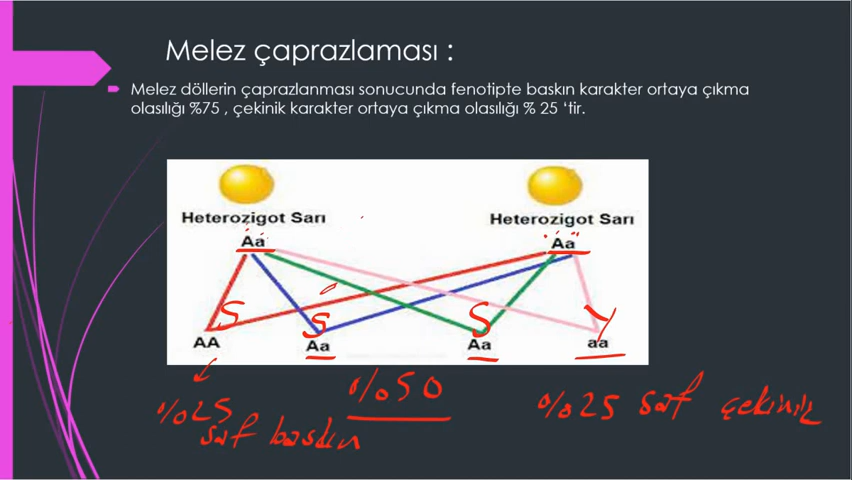 Melez çaprazlaması :
Melez döllerin çaprazlanması sonucunda fenotipte baskın karakter ortaya çıkma
olasılığı %75 , çekinik karakter ortaya çıkma olasılığı % 25 ‘tir.
Heterozigot Sarı Heterozigot Sarı
Aa Aa
S S S Y
AA Aa Aa aa
%25 %50 %25 saf çekinik
saf baskın